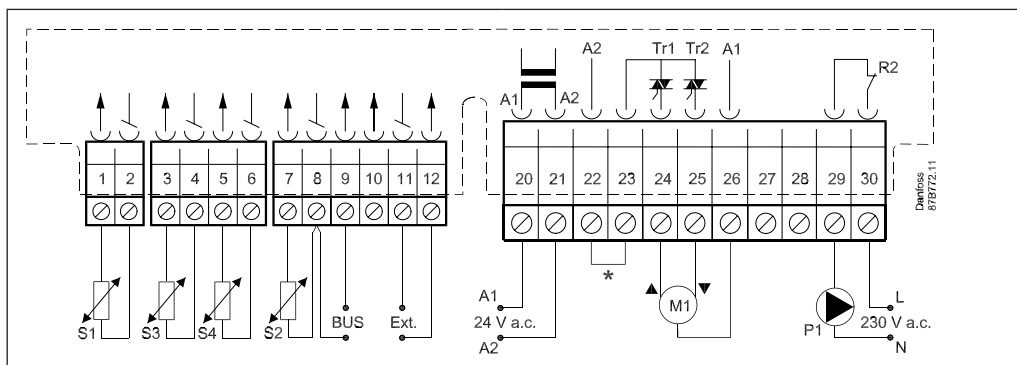 A2 Tr1 Tr2 A1
R2
A1 A2
1 2 3 4 5 6 7 8 9 10 11 12
20 21 22 23 24 25 26 27 28 29 30
Danfoss
87B772.11
*
A1 M1 L
S1 S3 S4 S2 BUS Ext. 24 V a.c. P1 230 V a.c.
A2 N